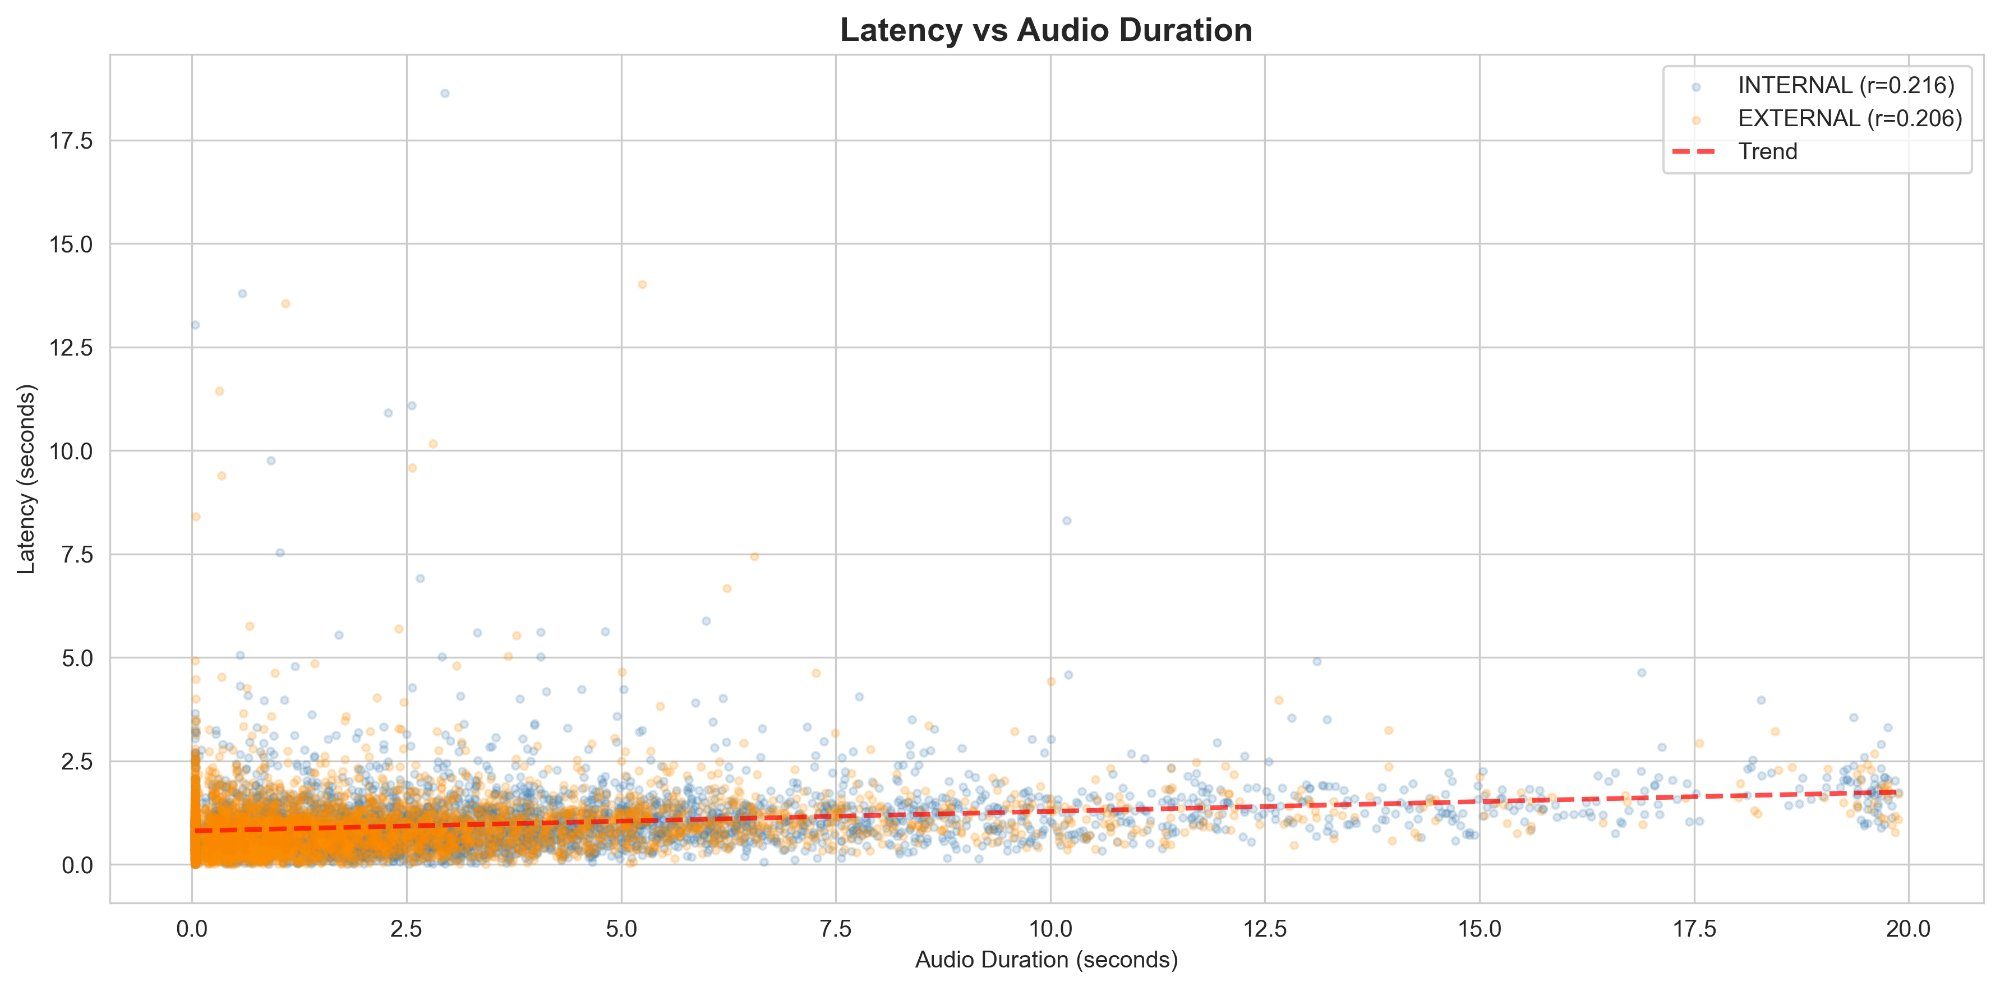 Latency vs Audio Duration
INTERNAL (r=0.216)
EXTERNAL (r=0.206)
Trend
Latency (seconds)
17.5
15.0
12.5
10.0
7.5
5.0
2.5
0.0
0.0 2.5 5.0 7.5 10.0 12.5 15.0 17.5 20.0
Audio Duration (seconds)